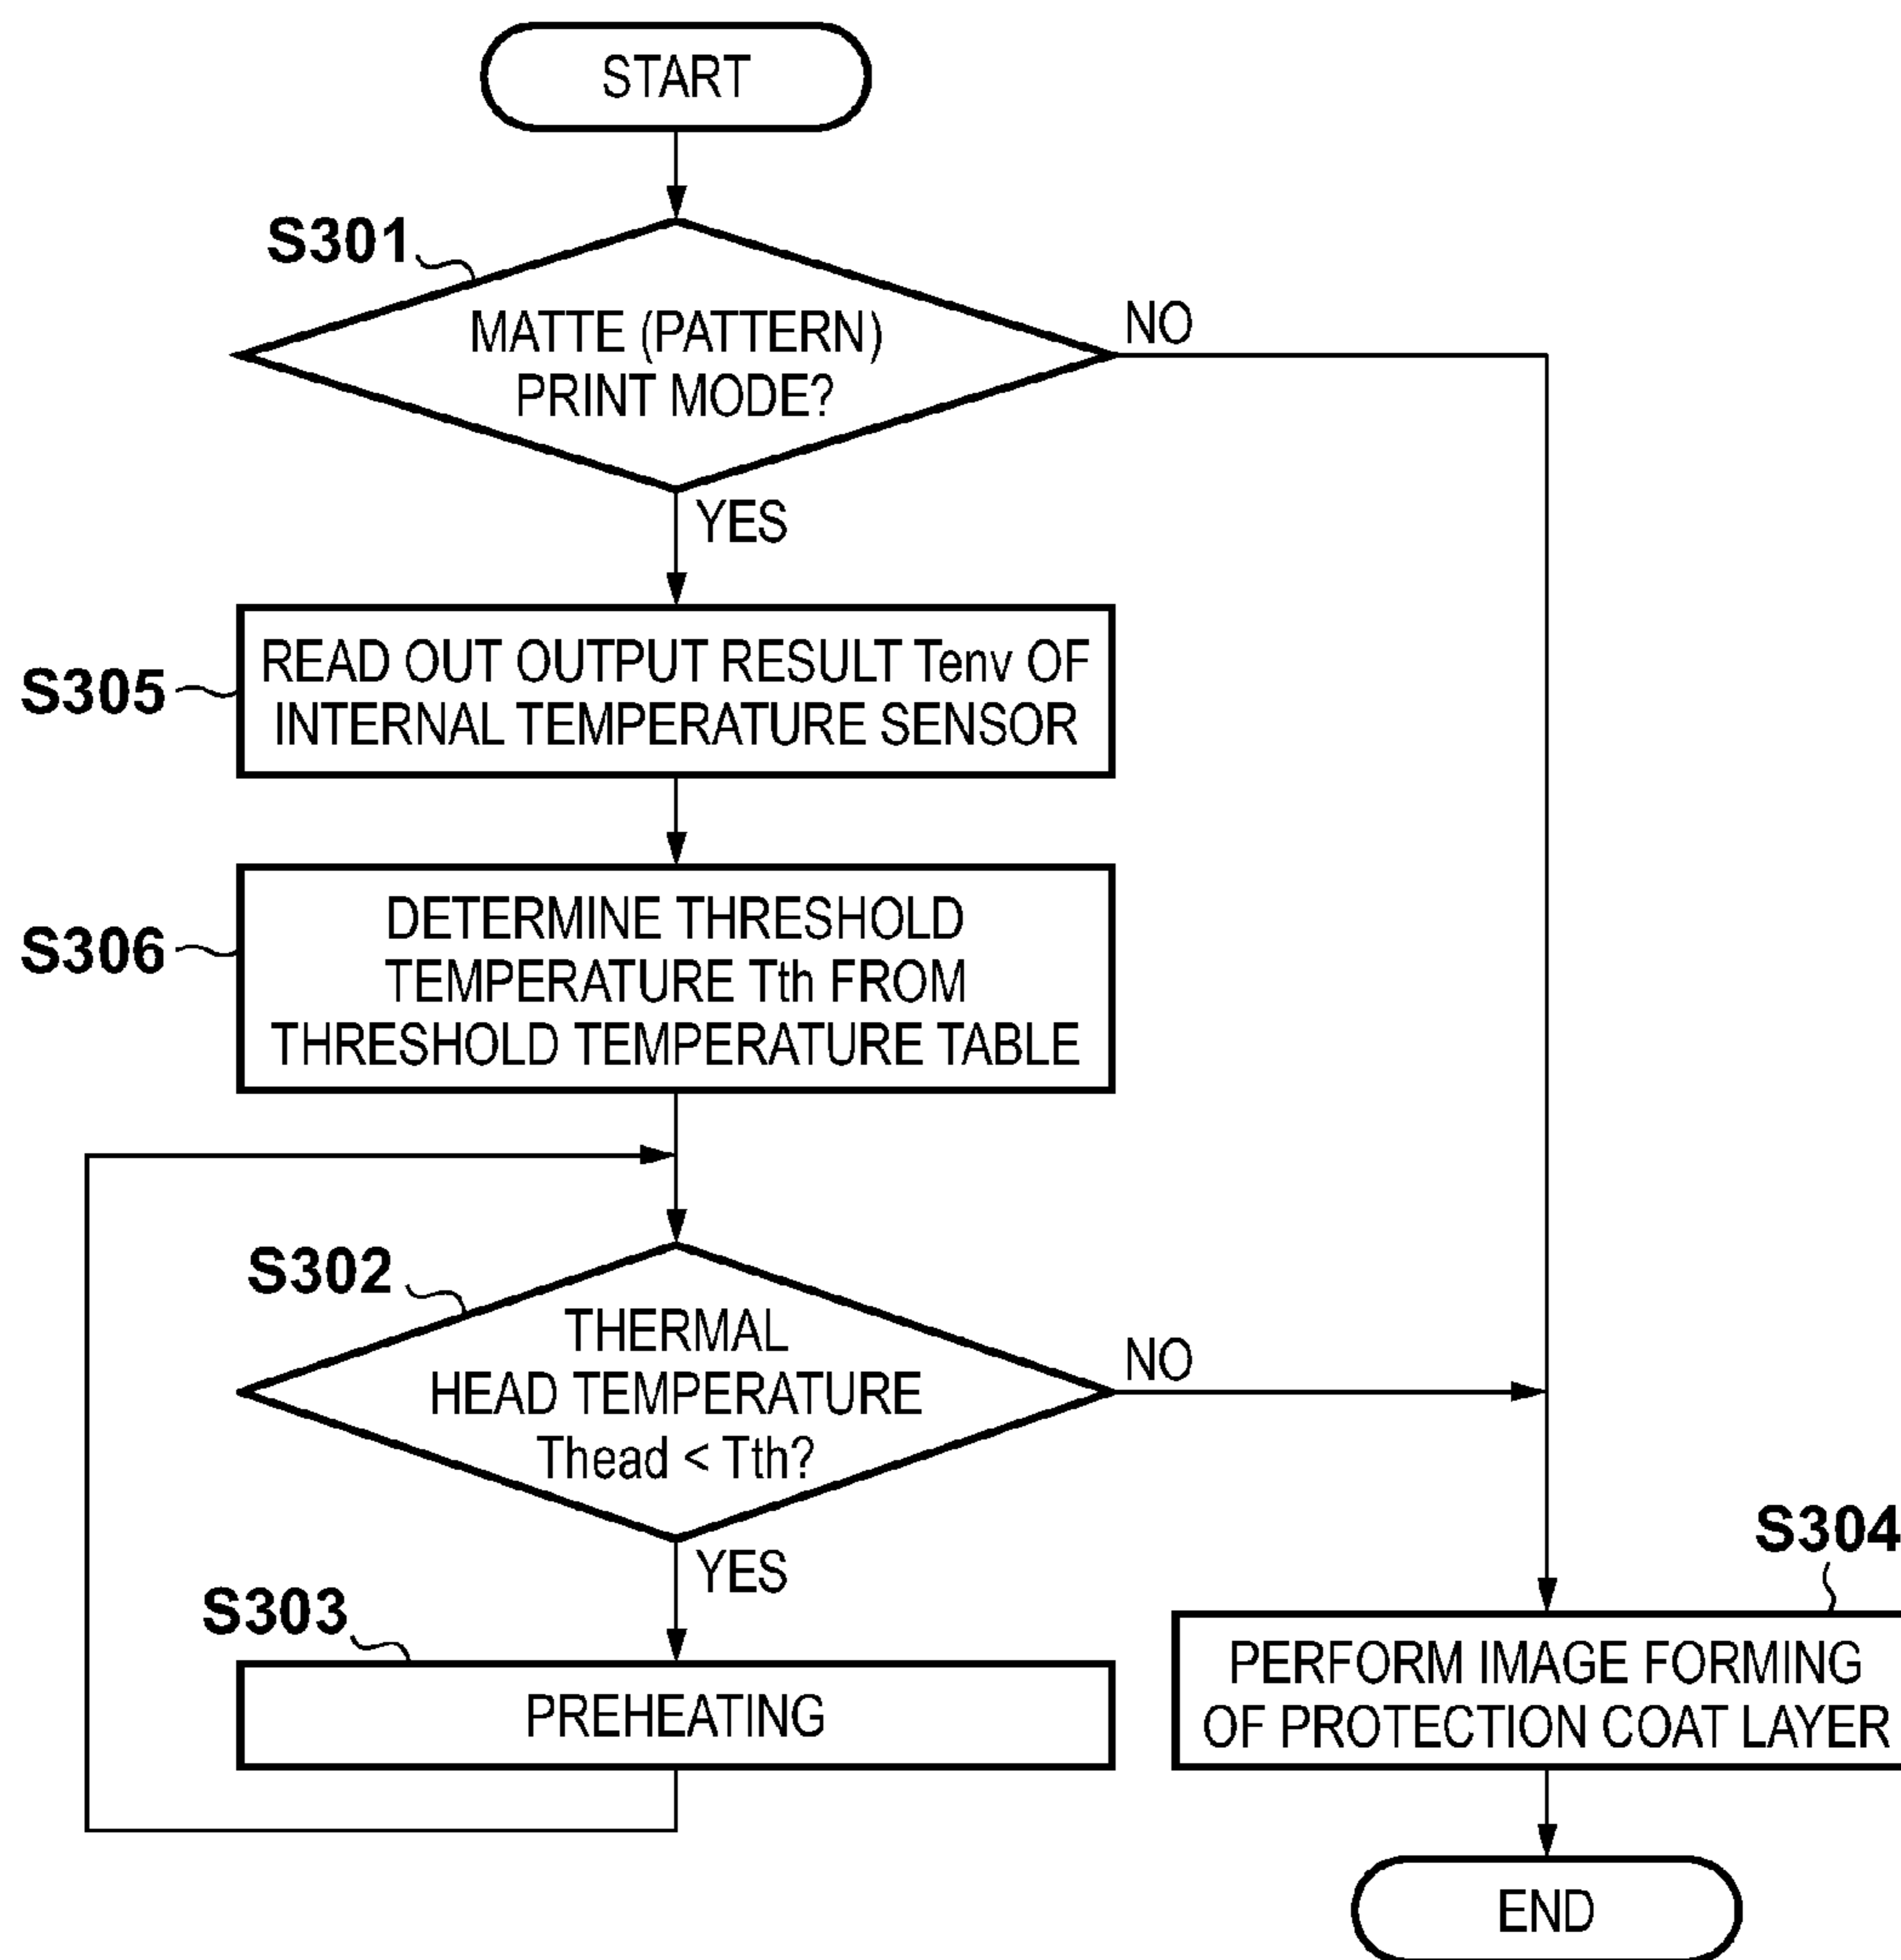 START
S301
MATTE (PATTERN)
PRINT MODE?
NO
YES
S305
READ OUT OUTPUT RESULT Tenv OF
INTERNAL TEMPERATURE SENSOR
S306
DETERMINE THRESHOLD
TEMPERATURE Tth FROM
THRESHOLD TEMPERATURE TABLE
S302
THERMAL
HEAD TEMPERATURE
Thead < Tth?
NO
YES
S303
PREHEATING
S304
PERFORM IMAGE FORMING
OF PROTECTION COAT LAYER
END